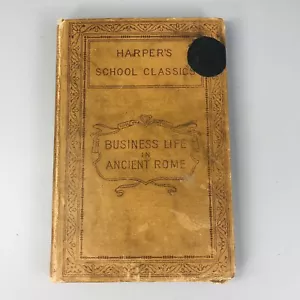 HARPER'S
SCHOOL CLASSICS
BUSINESS LIFE
IN
ANCIENT ROME